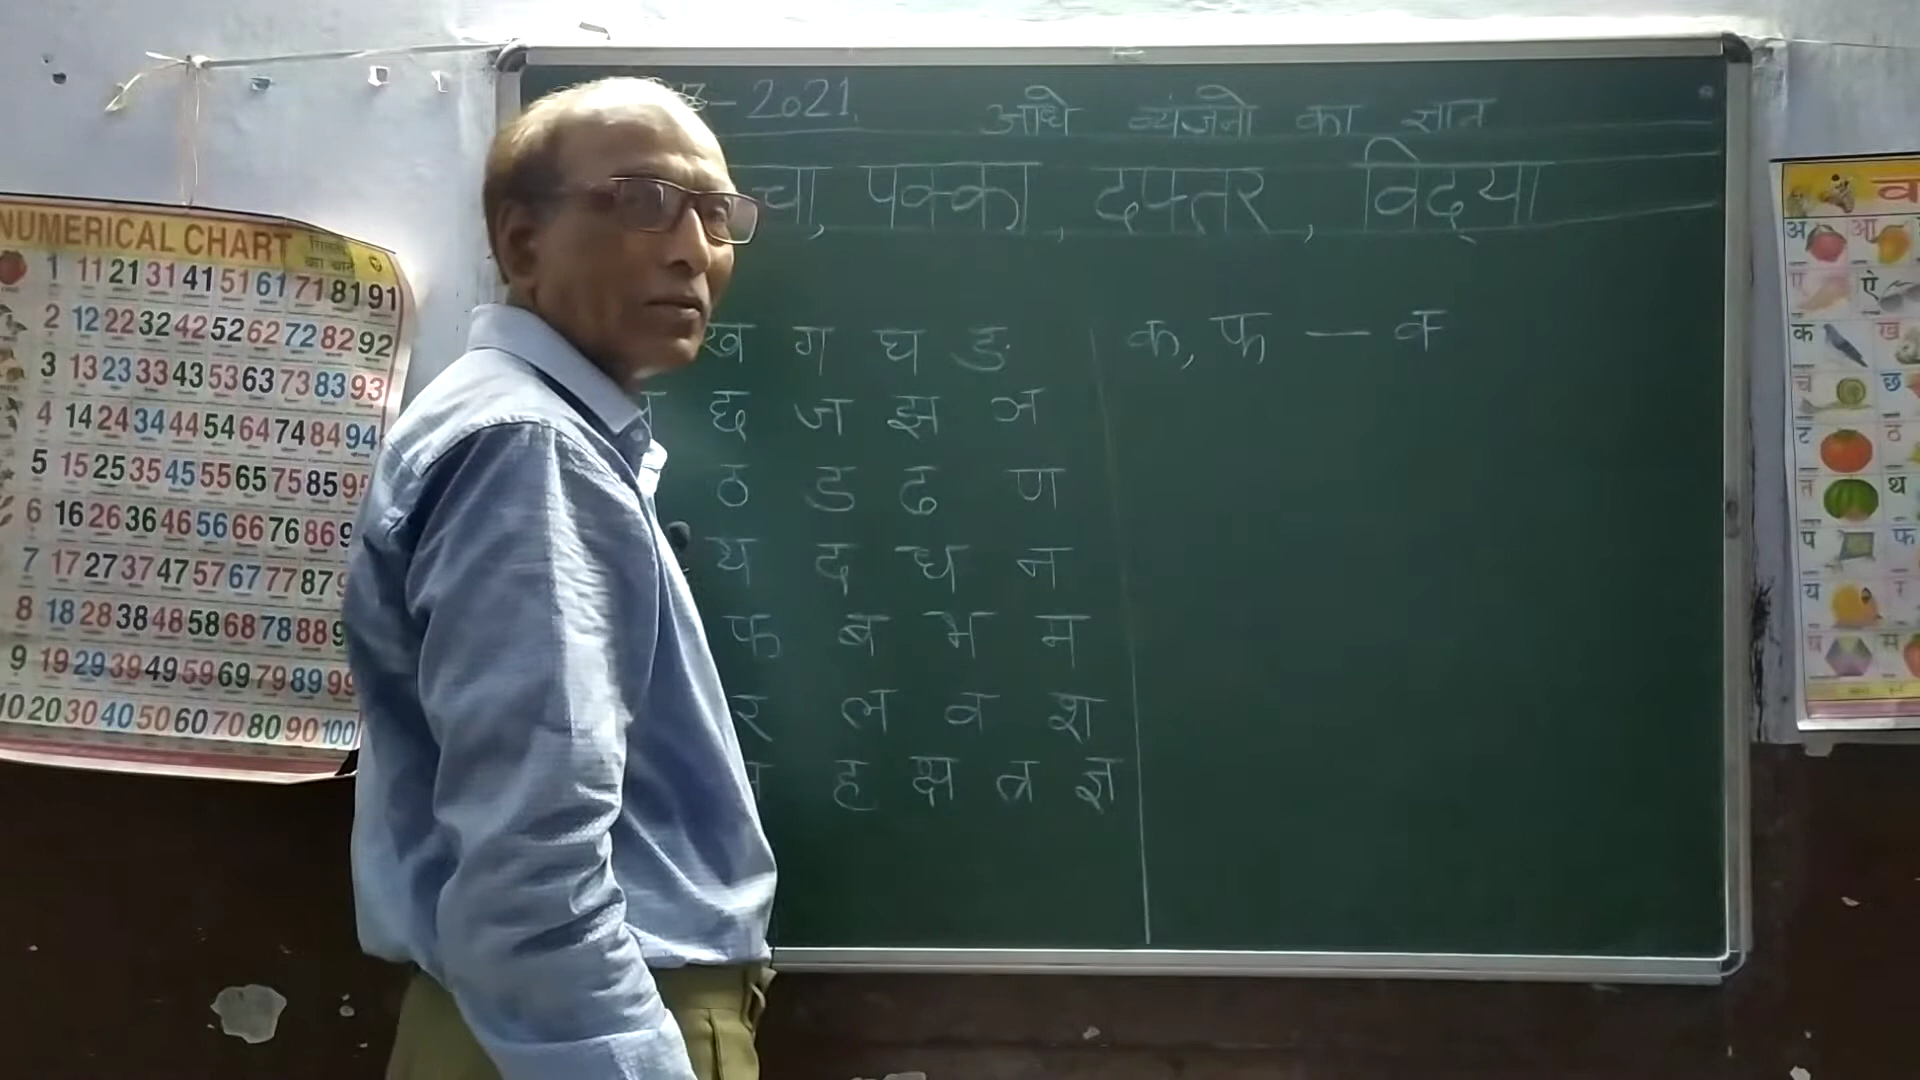 -2021 आधे व्यंजनो का ज्ञान
च्चा, पक्का, दफ्तर, विद्या
ख ग घ ङ क, फ — क्
छ ज झ ञ
ठ ड ढ ण
थ द ध न
फ ब भ म
र ल व श
ह क्ष त्र ज्ञ
NUMERICAL CHART
1 11 21 31 41 51 61 71 81 91
2 12 22 32 42 52 62 72 82 92
3 13 23 33 43 53 63 73 83 93
4 14 24 34 44 54 64 74 84 94
5 15 25 35 45 55 65 75 85 95
6 16 26 36 46 56 66 76 86 9
7 17 27 37 47 57 67 77 87 9
8 18 28 38 48 58 68 78 88 9
9 19 29 39 49 59 69 79 89 99
10 20 30 40 50 60 70 80 90 100
व
अ आ
ए ऐ
क ख
च छ
ट ठ
त थ
प फ
य र
ष स